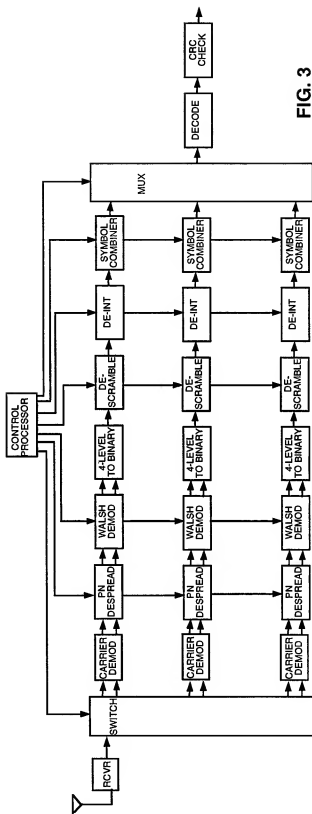 CONTROL
PROCESSOR
RCVR
SWITCH
CARRIER
DEMOD
PN
DESPREAD
WALSH
DEMOD
4-LEVEL
TO BINARY
DE-
SCRAMBLE
DE-INT
SYMBOL
COMBINER
MUX
DECODE
CRC
CHECK
CARRIER
DEMOD
PN
DESPREAD
WALSH
DEMOD
4-LEVEL
TO BINARY
DE-
SCRAMBLE
DE-INT
SYMBOL
COMBINER
CARRIER
DEMOD
PN
DESPREAD
WALSH
DEMOD
4-LEVEL
TO BINARY
DE-
SCRAMBLE
DE-INT
SYMBOL
COMBINER
FIG. 3